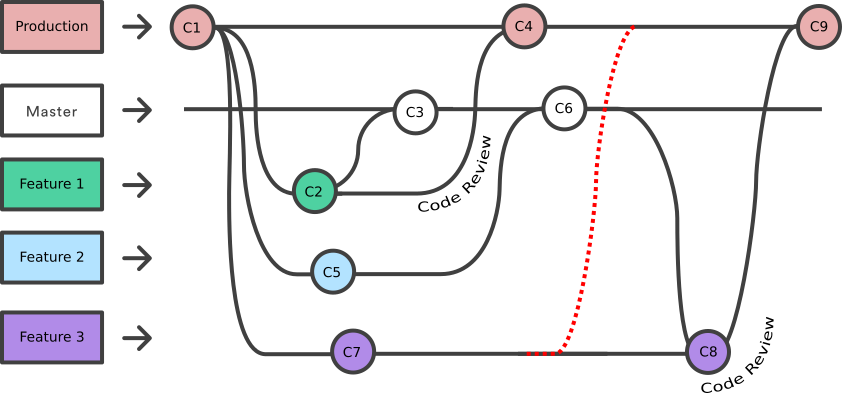 Production
C1
C4
C9
Master
C3
C6
Feature 1
C2
Code Review
Feature 2
C5
Feature 3
C7
C8
Code Review